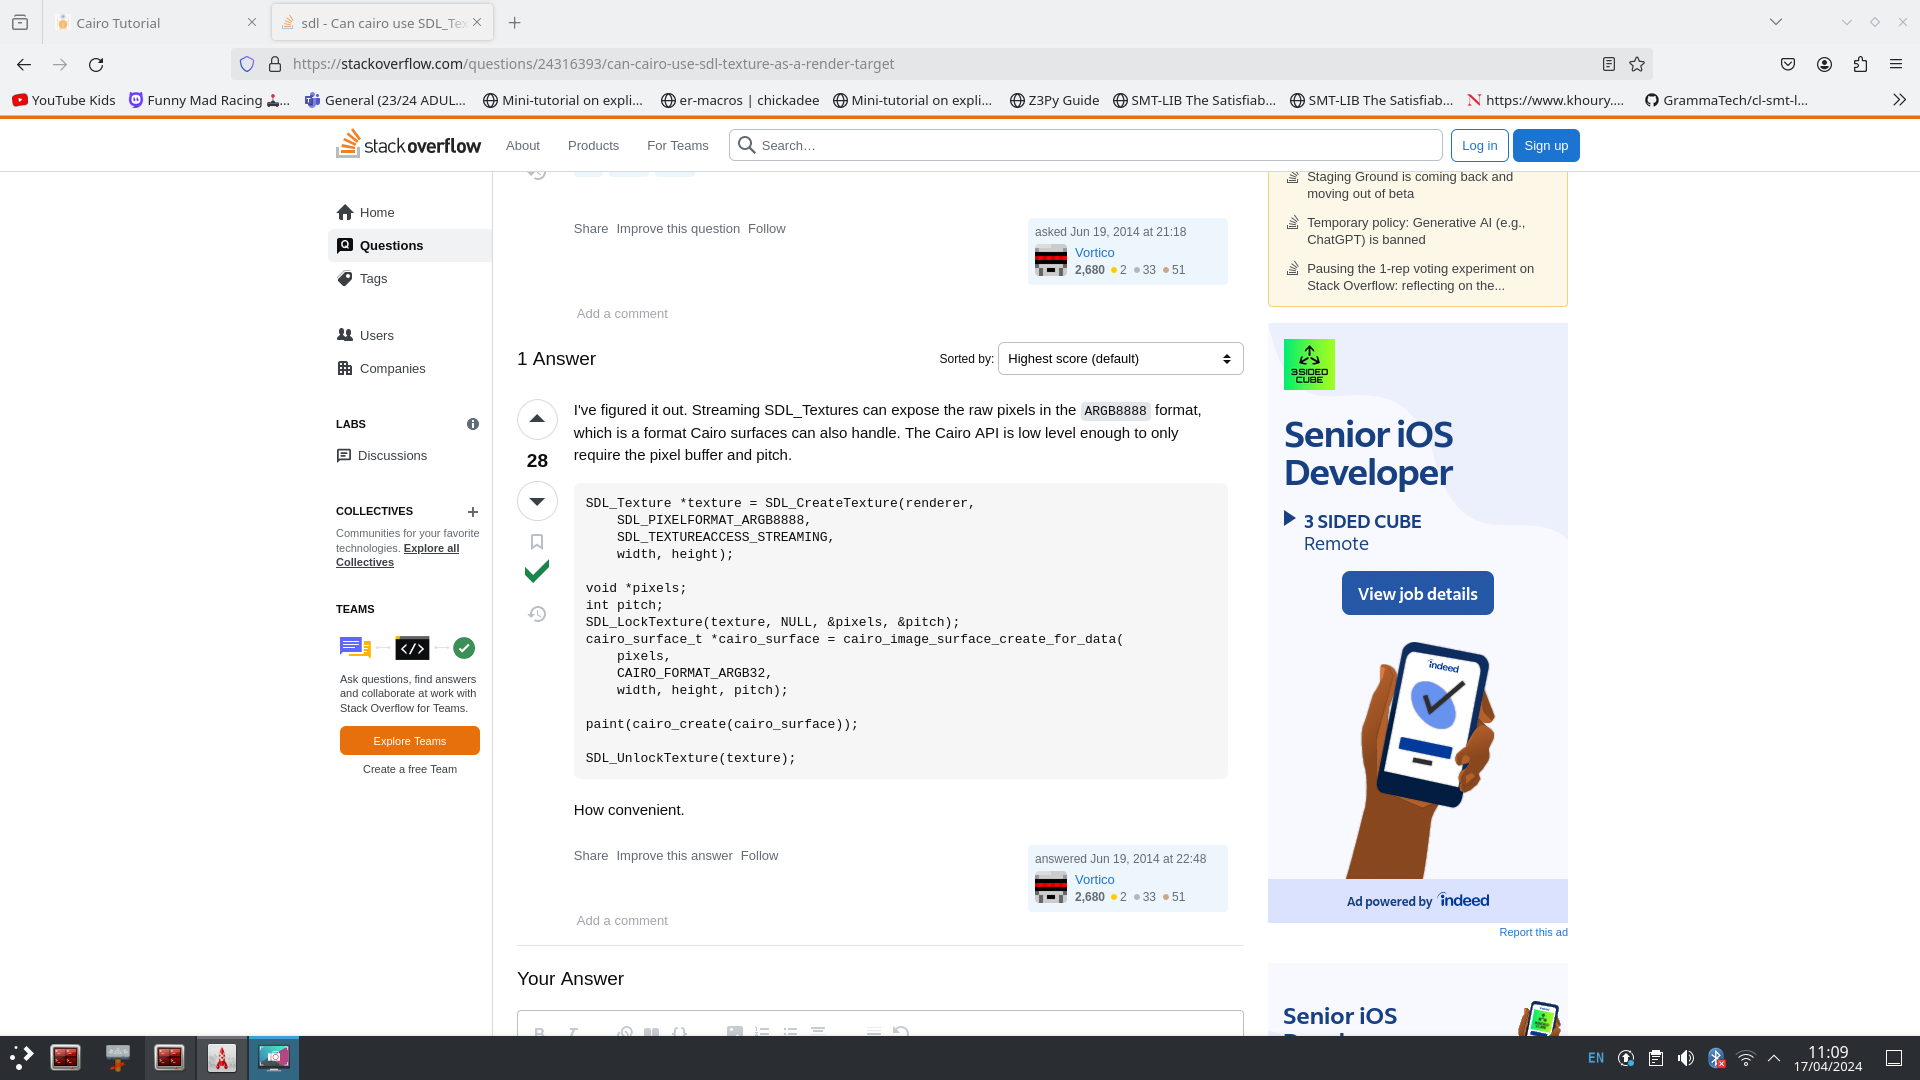 Cairo Tutorial
sdl - Can cairo use SDL_Tex
https://stackoverflow.com/questions/24316393/can-cairo-use-sdl-texture-as-a-render-target
YouTube Kids
Funny Mad Racing 🕹️...
General (23/24 ADUL...
Mini-tutorial on expli...
er-macros | chickadee
Mini-tutorial on expli...
Z3Py Guide
SMT-LIB The Satisfiab...
SMT-LIB The Satisfiab...
https://www.khoury....
GrammaTech/cl-smt-l...
stackoverflow
About
Products
For Teams
Search…
Log in
Sign up
Home
Questions
Tags
Users
Companies
LABS
Discussions
COLLECTIVES
Communities for your favorite
technologies. Explore all
Collectives
TEAMS
Ask questions, find answers
and collaborate at work with
Stack Overflow for Teams.
Explore Teams
Create a free Team
Share Improve this question Follow
asked Jun 19, 2014 at 21:18
Vortico
2,680 2 33 51
Add a comment
1 Answer
Sorted by:
Highest score (default)
28
I've figured it out. Streaming SDL_Textures can expose the raw pixels in the ARGB8888 format,
which is a format Cairo surfaces can also handle. The Cairo API is low level enough to only
require the pixel buffer and pitch.
SDL_Texture *texture = SDL_CreateTexture(renderer,
SDL_PIXELFORMAT_ARGB8888,
SDL_TEXTUREACCESS_STREAMING,
width, height);
void *pixels;
int pitch;
SDL_LockTexture(texture, NULL, &pixels, &pitch);
cairo_surface_t *cairo_surface = cairo_image_surface_create_for_data(
pixels,
CAIRO_FORMAT_ARGB32,
width, height, pitch);
paint(cairo_create(cairo_surface));
SDL_UnlockTexture(texture);
How convenient.
Share Improve this answer Follow
answered Jun 19, 2014 at 22:48
Vortico
2,680 2 33 51
Add a comment
Your Answer
Staging Ground is coming back and
moving out of beta
Temporary policy: Generative AI (e.g.,
ChatGPT) is banned
Pausing the 1-rep voting experiment on
Stack Overflow: reflecting on the...
3 SIDED
CUBE
Senior iOS
Developer
3 SIDED CUBE
Remote
View job details
indeed
Ad powered by indeed
Report this ad
Senior iOS
EN
11:09
17/04/2024